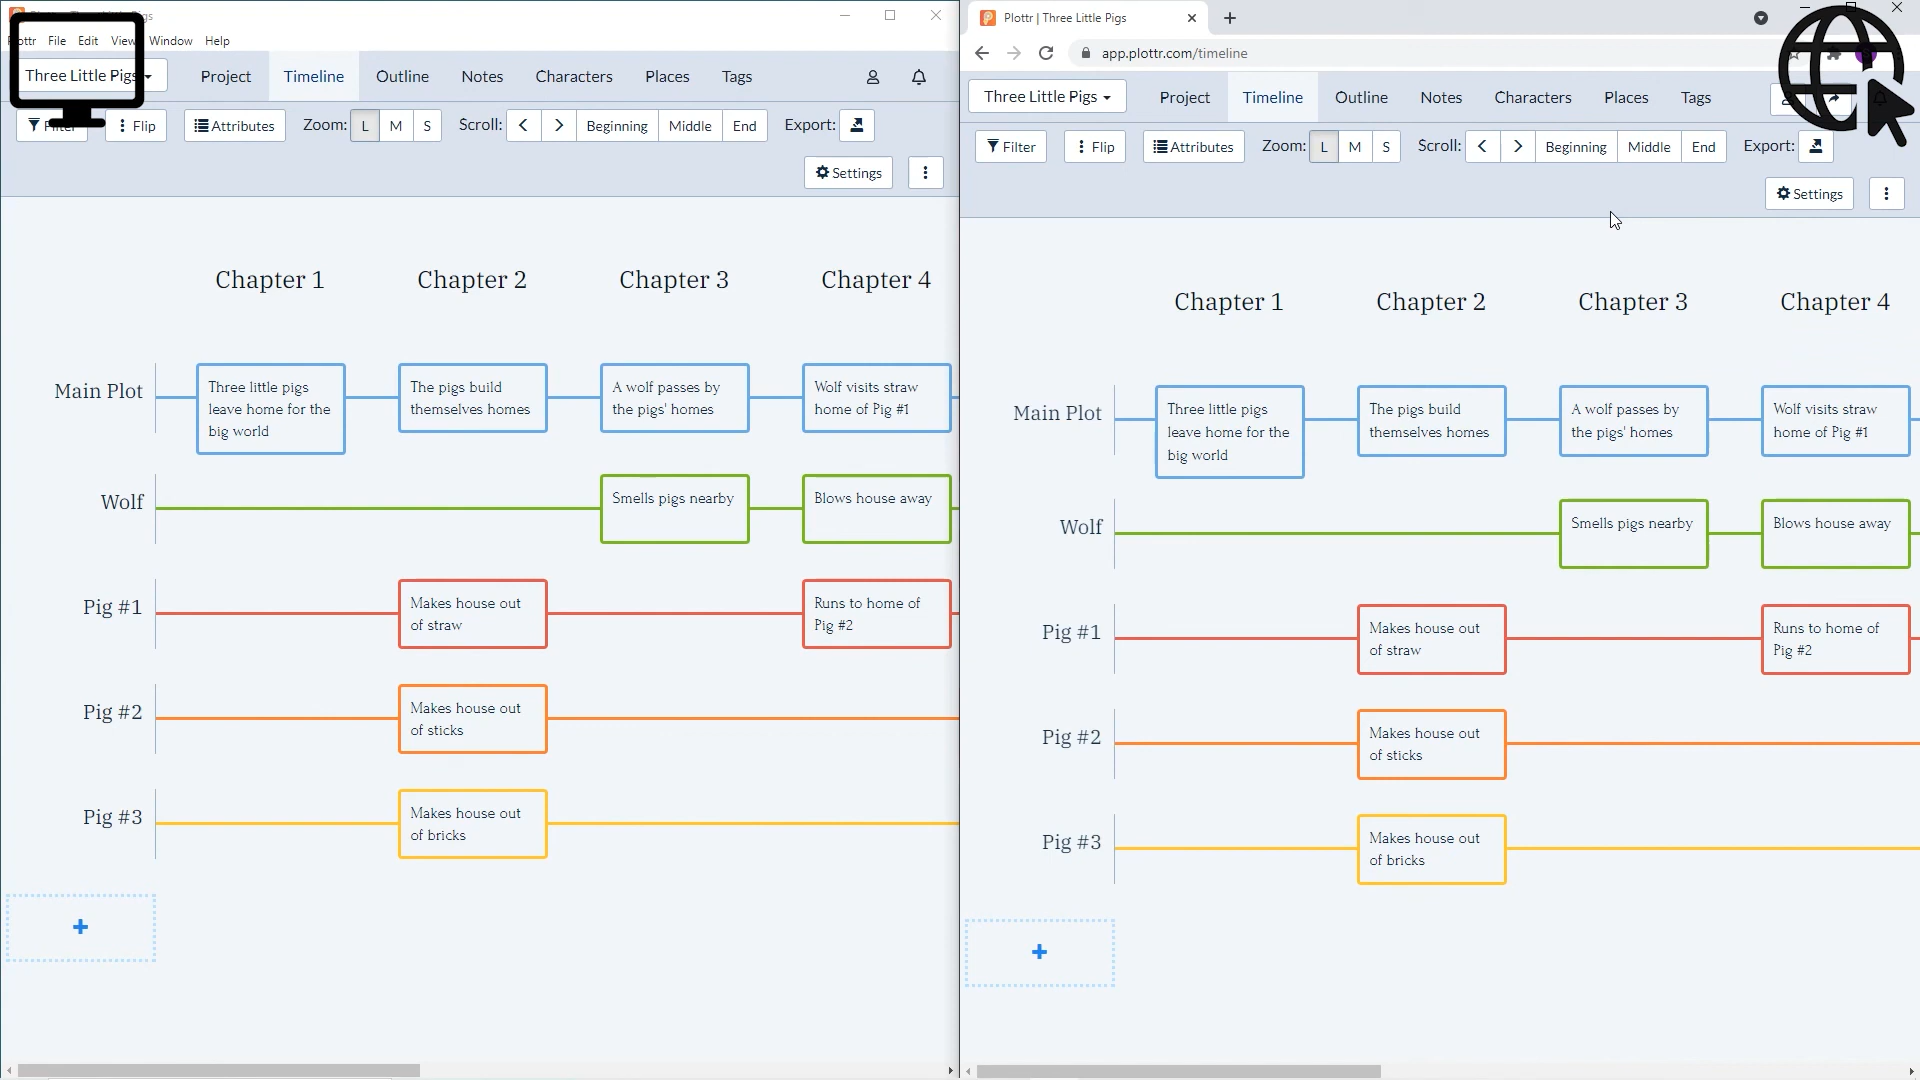 File Edit View Window Help
Three Little Pigs
Project Timeline Outline Notes Characters Places Tags
Flip Attributes Zoom: L M S Scroll: Beginning Middle End Export:
Settings
Chapter 1 Chapter 2 Chapter 3 Chapter 4
Main Plot
Three little pigs
leave home for the
big world
The pigs build
themselves homes
A wolf passes by
the pigs' homes
Wolf visits straw
home of Pig #1
Wolf
Smells pigs nearby
Blows house away
Pig #1
Makes house out
of straw
Runs to home of
Pig #2
Pig #2
Makes house out
of sticks
Pig #3
Makes house out
of bricks
Plottr | Three Little Pigs
app.plottr.com/timeline
Three Little Pigs
Project Timeline Outline Notes Characters Places Tags
Filter Flip Attributes Zoom: L M S Scroll: Beginning Middle End Export:
Settings
Chapter 1 Chapter 2 Chapter 3 Chapter 4
Main Plot
Three little pigs
leave home for the
big world
The pigs build
themselves homes
A wolf passes by
the pigs' homes
Wolf visits straw
home of Pig #1
Wolf
Smells pigs nearby
Blows house away
Pig #1
Makes house out
of straw
Runs to home of
Pig #2
Pig #2
Makes house out
of sticks
Pig #3
Makes house out
of bricks